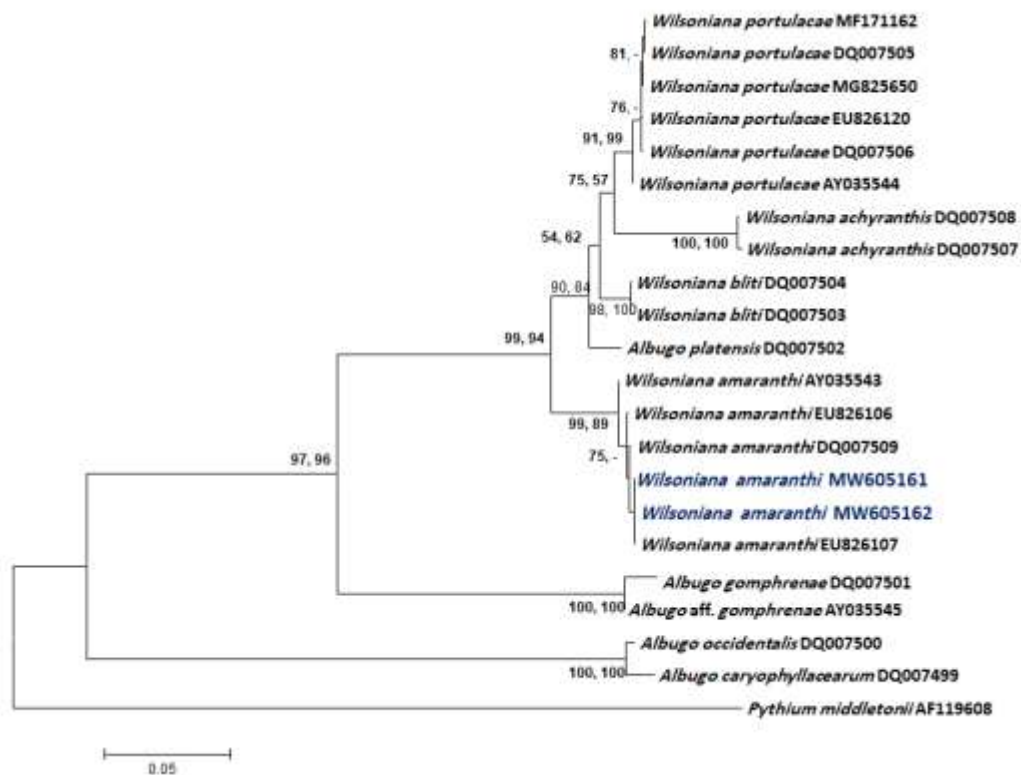 Wilsoniana portulacae MF171162
81, -
Wilsoniana portulacae DQ007505
Wilsoniana portulacae MG825650
76, -
Wilsoniana portulacae EU826120
91, 99
Wilsoniana portulacae DQ007506
75, 57
Wilsoniana portulacae AY035544
Wilsoniana achyranthis DQ007508
54, 62
100, 100
Wilsoniana achyranthis DQ007507
Wilsoniana bliti DQ007504
90, 84
98, 100
Wilsoniana bliti DQ007503
99, 94
Albugo platensis DQ007502
Wilsoniana amaranthi AY035543
Wilsoniana amaranthi EU826106
99, 89
Wilsoniana amaranthi DQ007509
75, -
97, 96
Wilsoniana amaranthi MW605161
Wilsoniana amaranthi MW605162
Wilsoniana amaranthi EU826107
Albugo gomphrenae DQ007501
100, 100
Albugo aff. gomphrenae AY035545
Albugo occidentalis DQ007500
100, 100
Albugo caryophyllacearum DQ007499
Pythium middletonii AF119608
0.05